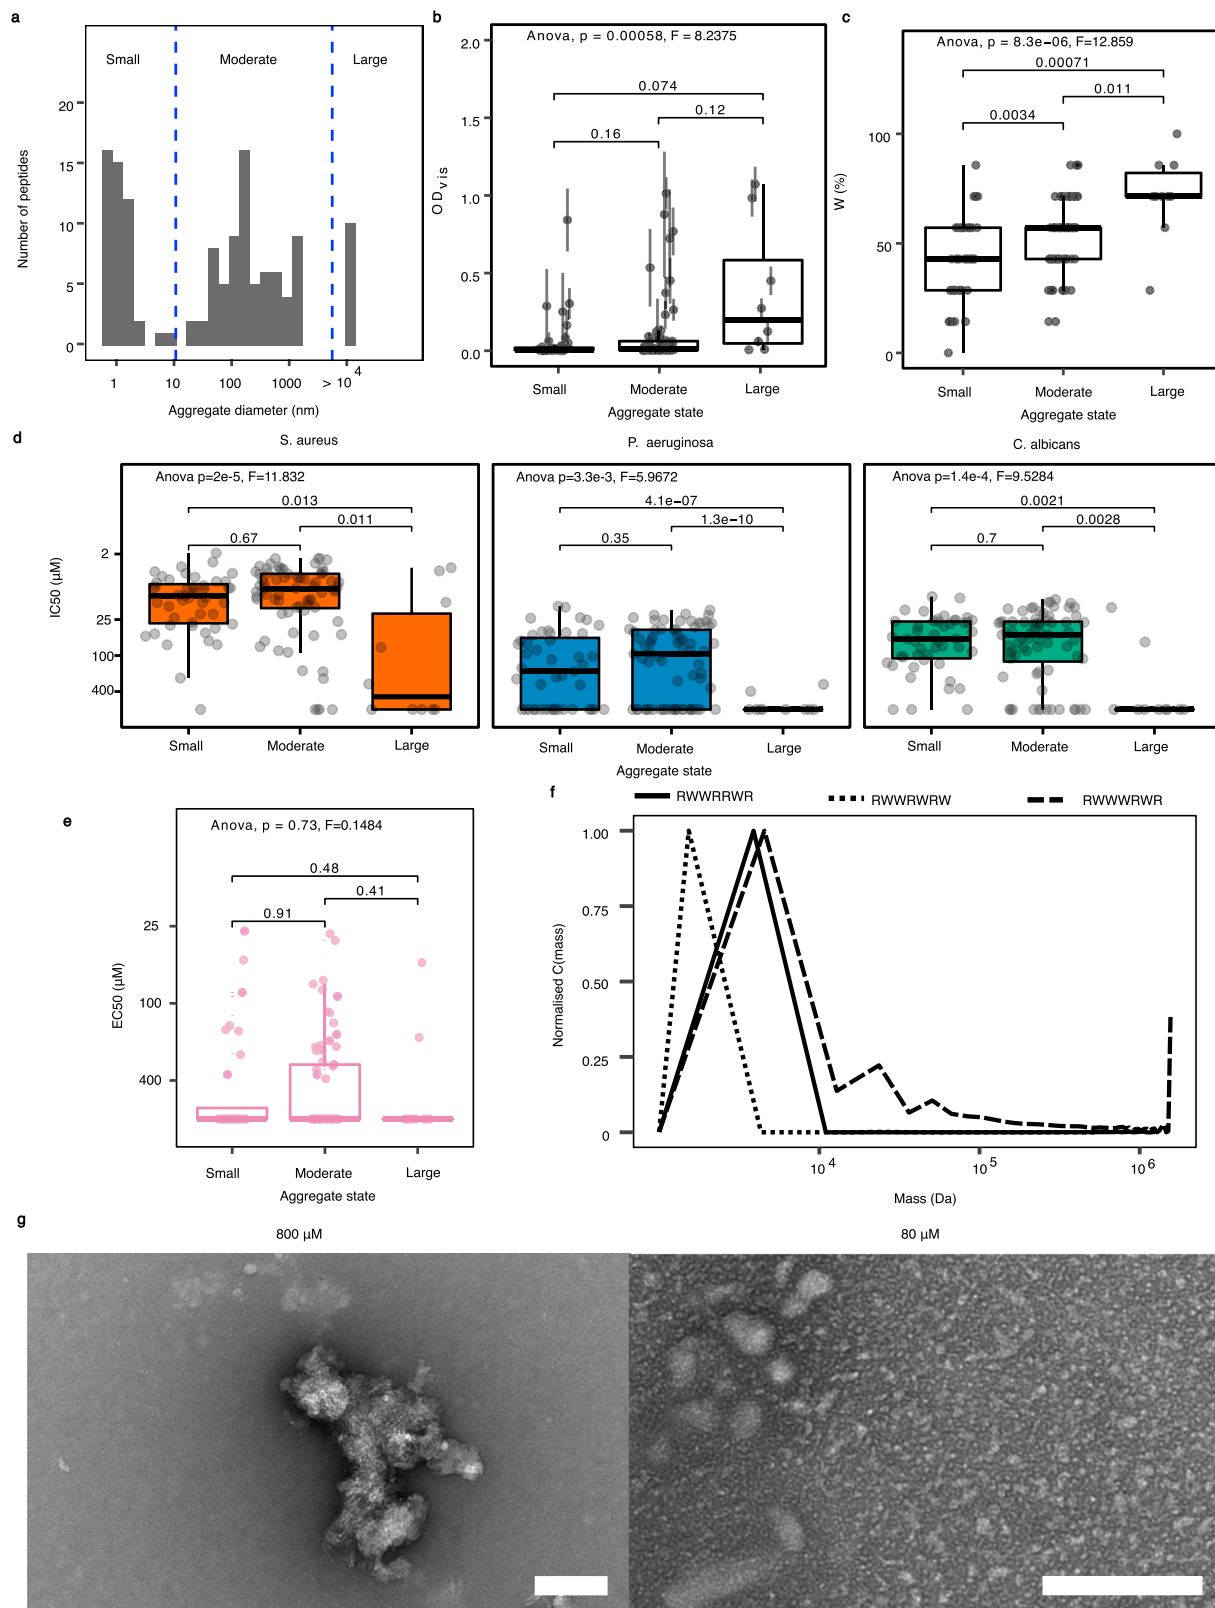 a
Small
Moderate
Large
20
15
10
5
0
Number of peptides
1
10
100
1000
> 10 4
Aggregate diameter (nm)
b
Anova, p = 0.00058, F = 8.2375
0.074
0.12
0.16
2.0
1.5
1.0
0.5
0.0
OD vis
Small
Moderate
Large
Aggregate state
c
Anova, p = 8.3e−06, F=12.859
0.00071
0.011
0.0034
100
50
0
W (%)
Small
Moderate
Large
Aggregate state
d
S. aureus
Anova p=2e-5, F=11.832
0.013
0.011
0.67
2
25
100
400
IC50 (µM)
Small
Moderate
Large
P. aeruginosa
Anova p=3.3e-3, F=5.9672
4.1e−07
1.3e−10
0.35
Small
Moderate
Large
Aggregate state
C. albicans
Anova p=1.4e-4, F=9.5284
0.0021
0.0028
0.7
Small
Moderate
Large
e
Anova, p = 0.73, F=0.1484
0.48
0.41
0.91
25
100
400
EC50 (µM)
Small
Moderate
Large
Aggregate state
f
RWWRRWR
RWWRWRW
RWWWRWR
1.00
0.75
0.50
0.25
0
Normalised C(mass)
10 4
10 5
10 6
Mass (Da)
g
800 µM
80 µM